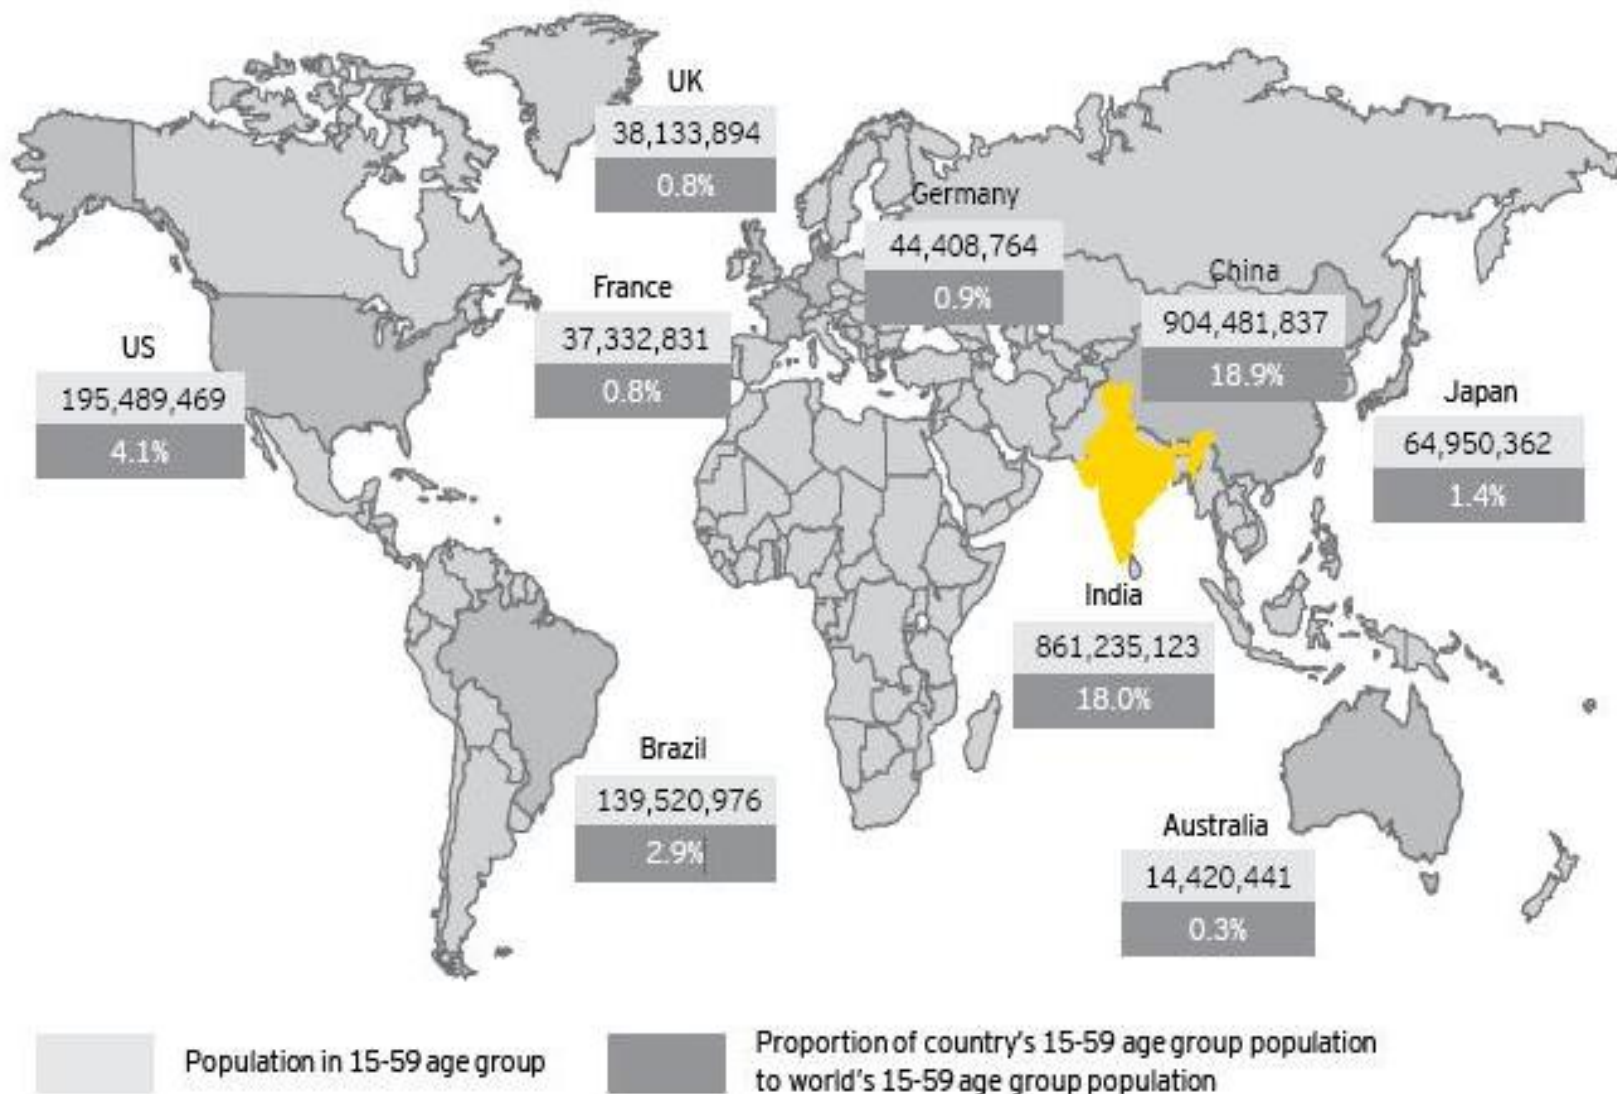 UK
38,133,894
0.8%
Germany
44,408,764
0.9%
China
904,481,837
18.9%
France
37,332,831
0.8%
US
195,489,469
4.1%
Japan
64,950,362
1.4%
India
861,235,123
18.0%
Brazil
139,520,976
2.9%
Australia
14,420,441
0.3%
Population in 15-59 age group
Proportion of country's 15-59 age group population
to world's 15-59 age group population